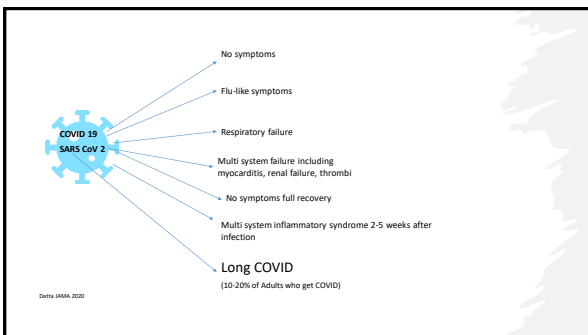 No symptoms
Flu-like symptoms
COVID 19
SARS CoV 2
Respiratory failure
Multi system failure including
myocarditis, renal failure, thrombi
No symptoms full recovery
Multi system inflammatory syndrome 2-5 weeks after
infection
Long COVID
(10-20% of Adults who get COVID)
Datta JAMA 2020